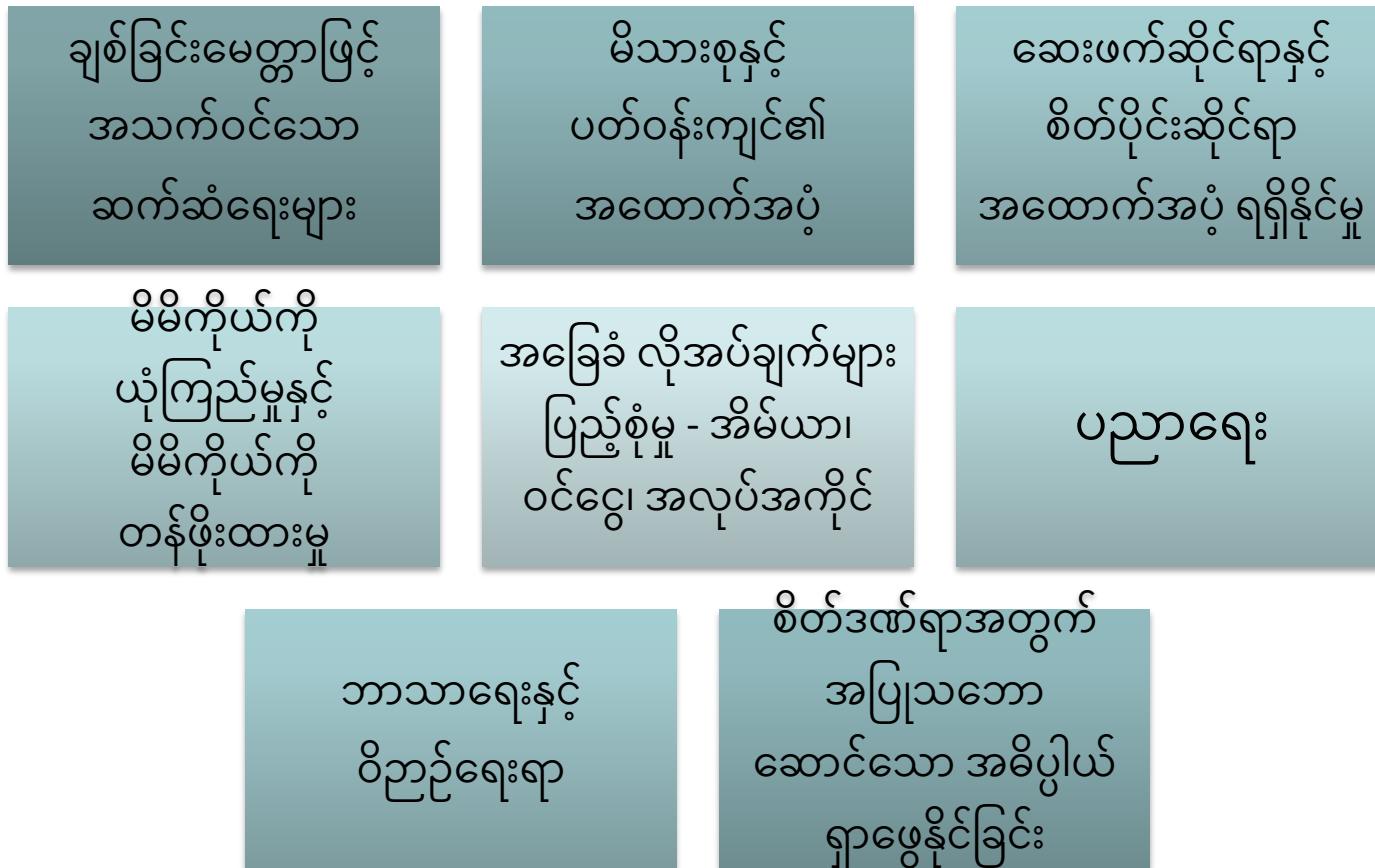 ချစ်ခြင်းမေတ္တာဖြင့်
အသက်ဝင်သော
ဆက်ဆံရေးများ
မိသားစုနှင့်
ပတ်ဝန်းကျင်၏
အထောက်အပံ့
ဆေးဖက်ဆိုင်ရာနှင့်
စိတ်ပိုင်းဆိုင်ရာ
အထောက်အပံ့ ရရှိနိုင်မှု
မိမိကိုယ်ကို
ယုံကြည်မှုနှင့်
မိမိကိုယ်ကို
တန်ဖိုးထားမှု
အခြေခံ လိုအပ်ချက်များ
ပြည့်စုံမှု - အိမ်ယာ၊
ဝင်ငွေ၊ အလုပ်အကိုင်
ပညာရေး
ဘာသာရေးနှင့်
ဝိညာဉ်ရေးရာ
စိတ်ဒဏ်ရာအတွက်
အပြုသဘော
ဆောင်သော အဓိပ္ပါယ်
ရှာဖွေနိုင်ခြင်း